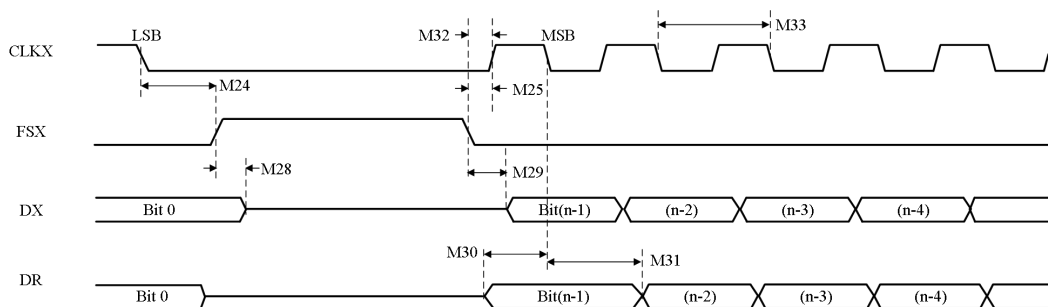 LSB M32 MSB M33
CLKX
M24 M25
FSX
M28 M29
DX Bit 0 Bit(n-1) (n-2) (n-3) (n-4)
M30 M31
DR Bit 0 Bit(n-1) (n-2) (n-3) (n-4)